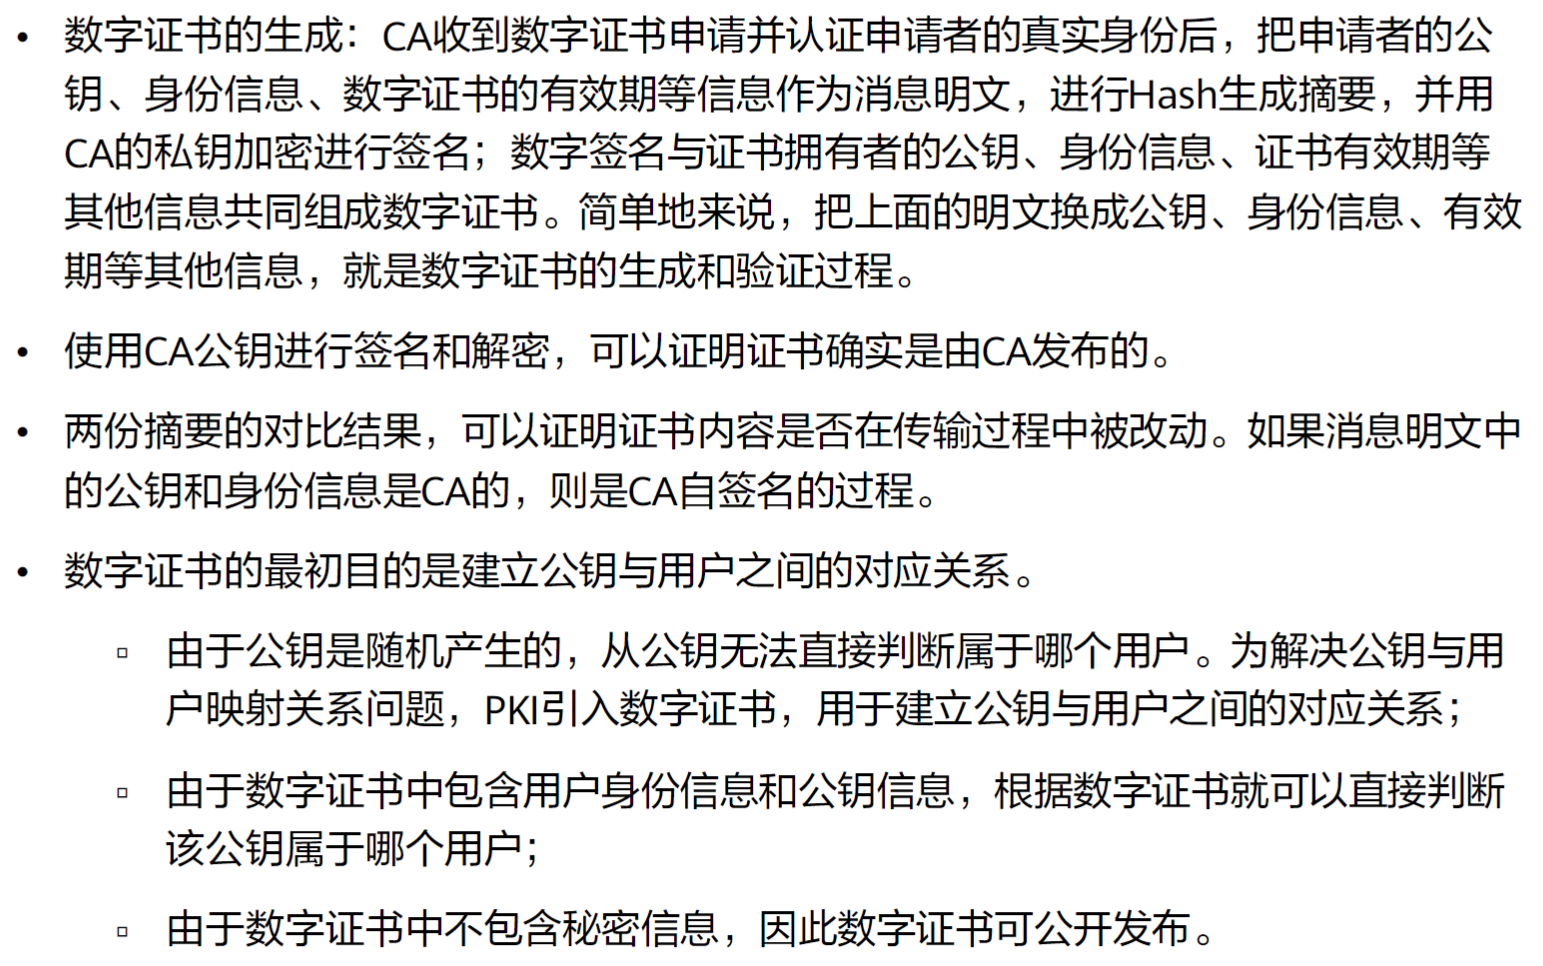 • 数字证书的生成：CA收到数字证书申请并认证申请者的真实身份后，把申请者的公
钥、身份信息、数字证书的有效期等信息作为消息明文，进行Hash生成摘要，并用
CA的私钥加密进行签名；数字签名与证书拥有者的公钥、身份信息、证书有效期等
其他信息共同组成数字证书。简单地来说，把上面的明文换成公钥、身份信息、有效
期等其他信息，就是数字证书的生成和验证过程。
• 使用CA公钥进行签名和解密，可以证明证书确实是由CA发布的。
• 两份摘要的对比结果，可以证明证书内容是否在传输过程中被改动。如果消息明文中
的公钥和身份信息是CA的，则是CA自签名的过程。
• 数字证书的最初目的是建立公钥与用户之间的对应关系。
▫ 由于公钥是随机产生的，从公钥无法直接判断属于哪个用户。为解决公钥与用
户映射关系问题，PKI引入数字证书，用于建立公钥与用户之间的对应关系；
▫ 由于数字证书中包含用户身份信息和公钥信息，根据数字证书就可以直接判断
该公钥属于哪个用户；
▫ 由于数字证书中不包含秘密信息，因此数字证书可公开发布。